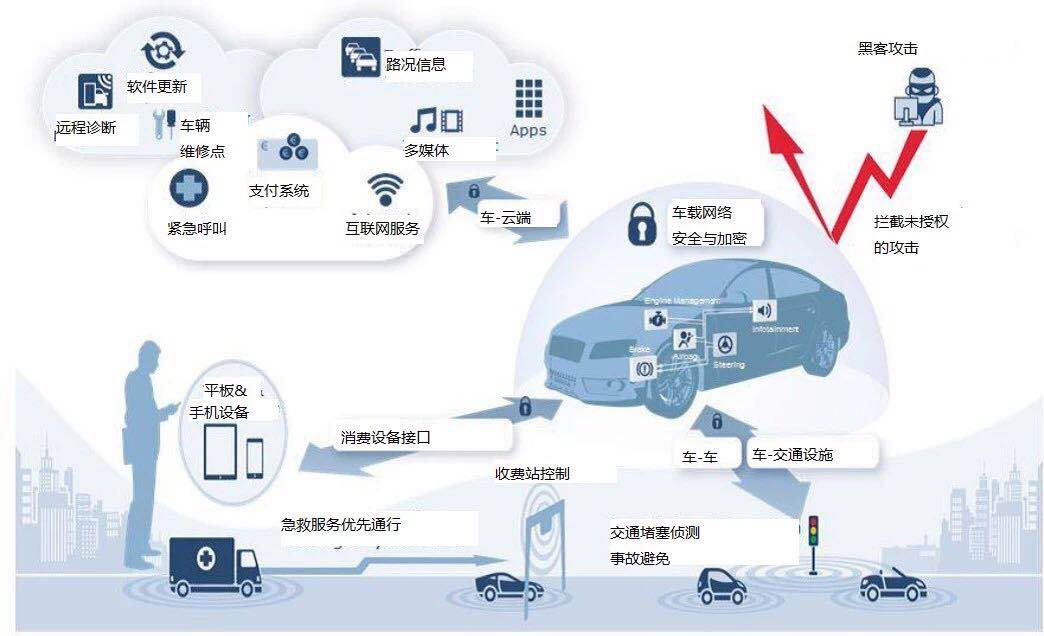 软件更新
远程诊断
车辆
维修点
路况信息
多媒体
Apps
支付系统
紧急呼叫
互联网服务
车-云端
黑客攻击
车载网络
安全与加密
拦截未授权
的攻击
Engine Management
Infotainment
Brake
Airbag
Steering
平板&
手机设备
消费设备接口
车-车
车-交通设施
收费站控制
急救服务优先通行
交通堵塞侦测
事故避免